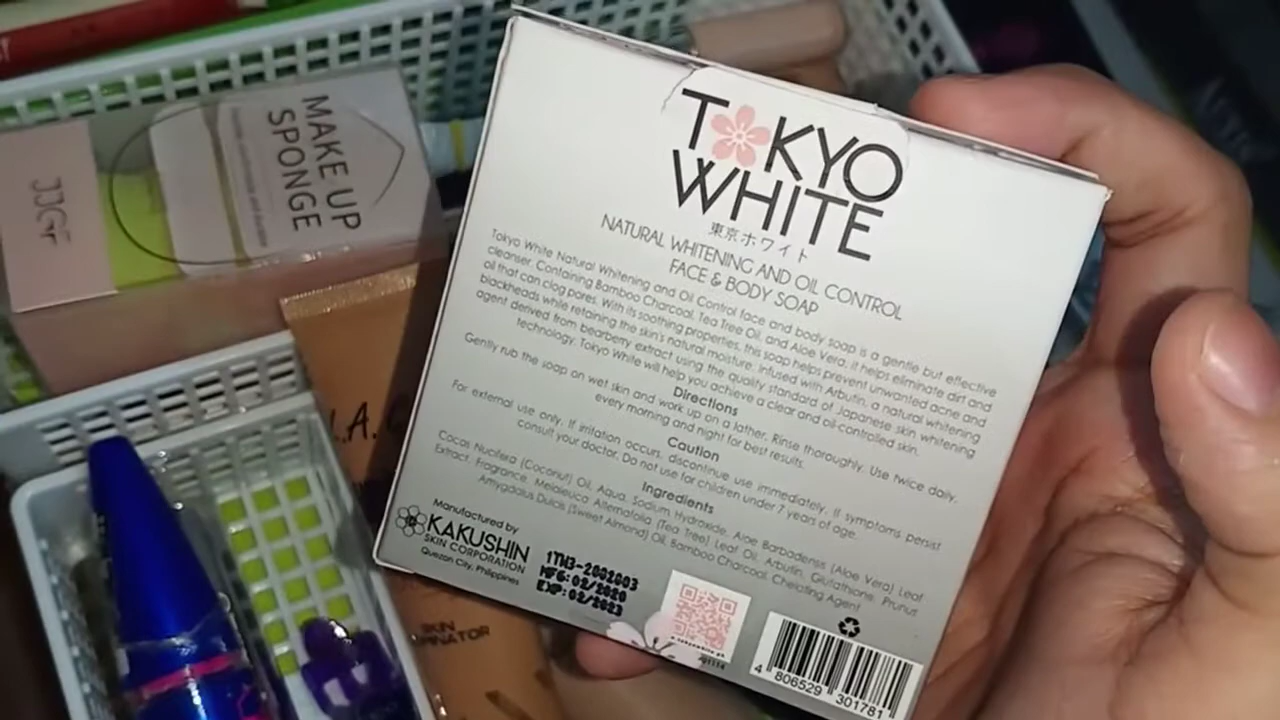 TOKYO
WHITE
東京ホワイト
NATURAL WHITENING AND OIL CONTROL
FACE & BODY SOAP
Tokyo White Natural Whitening and Oil Control face and body soap is a gentle but effective
cleanser. Containing Bamboo Charcoal, Tea Tree Oil, and Aloe Vera, it helps eliminate dirt and
oil that can clog pores. With its soothing properties, this soap helps prevent unwanted acne and
blackheads while retaining the skin's natural moisture. Infused with Arbutin, a natural whitening
agent derived from bearberry extract using the quality standard of Japanese skin whitening
technology. Tokyo White will help you achieve a clear and oil-controlled skin.
Directions
Gently rub the soap on wet skin and work up on a lather. Rinse thoroughly. Use twice daily,
every morning and night for best results.
Caution
For external use only. If irritation occurs, discontinue use immediately. If symptoms persist
consult your doctor. Do not use for children under 7 years of age.
Ingredients
Cocos Nucifera (Coconut) Oil, Aqua, Sodium Hydroxide, Aloe Barbadensis (Aloe Vera) Leaf
Extract, Fragrance, Melaleuca Alternafolia (Tea Tree) Leaf Oil, Arbutin, Glutathione, Prunus
Amygdalus Dulcis (Sweet Almond) Oil, Bamboo Charcoal, Chelating Agent
Manufactured by
KAKUSHIN
SKIN CORPORATION
Quezon City, Philippines
1TW3-2002003
MFG: 02/2020
EXP: 02/2023
4 806529 301781
MAKE UP
SPONGE
L.A.